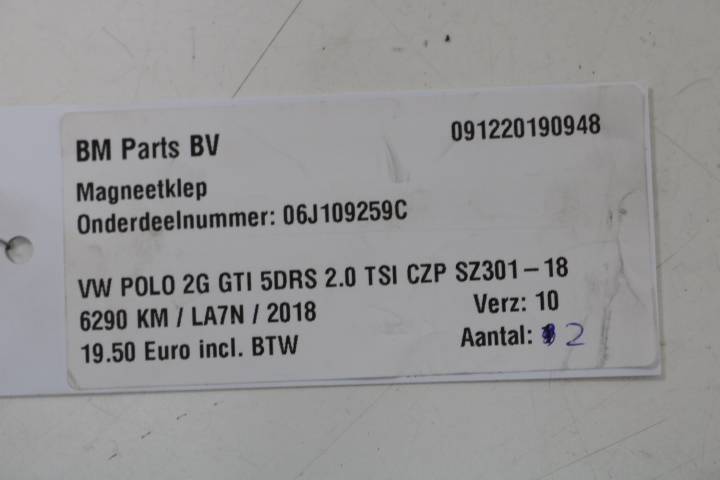 BM Parts BV 091220190948
Magneetklep
Onderdeelnummer: 06J109259C
VW POLO 2G GTI 5DRS 2.0 TSI CZP SZ301-18
6290 KM / LA7N / 2018 Verz: 10
19.50 Euro incl. BTW Aantal: 2